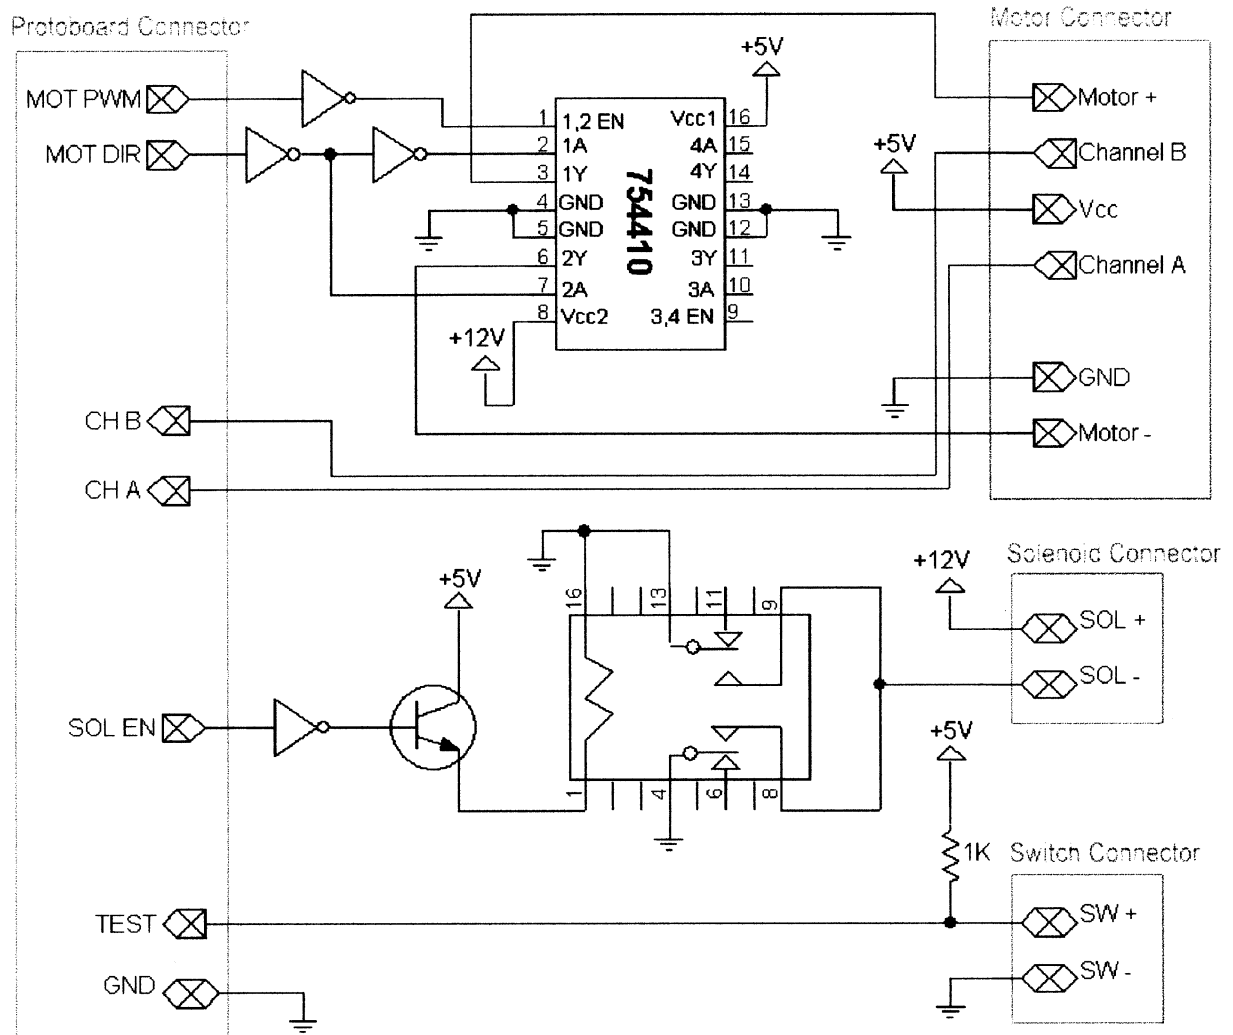 Protoboard Connector
Motor Connector
MOT PWM
MOT DIR
+5V
Motor +
Channel B
+5V
Vcc
Channel A
GND
Motor -
1 1,2 EN Vcc1 16
2 1A 4A 15
3 1Y 4Y 14
4 GND GND 13
5 GND GND 12
6 2Y 3Y 11
7 2A 3A 10
8 Vcc2 3,4 EN 9
754410
+12V
CH B
CH A
Solenoid Connector
+12V
SOL +
SOL -
+5V
16 13 11 9
SOL EN
1 4 6 8
+5V
1K
Switch Connector
TEST
SW +
GND
SW -